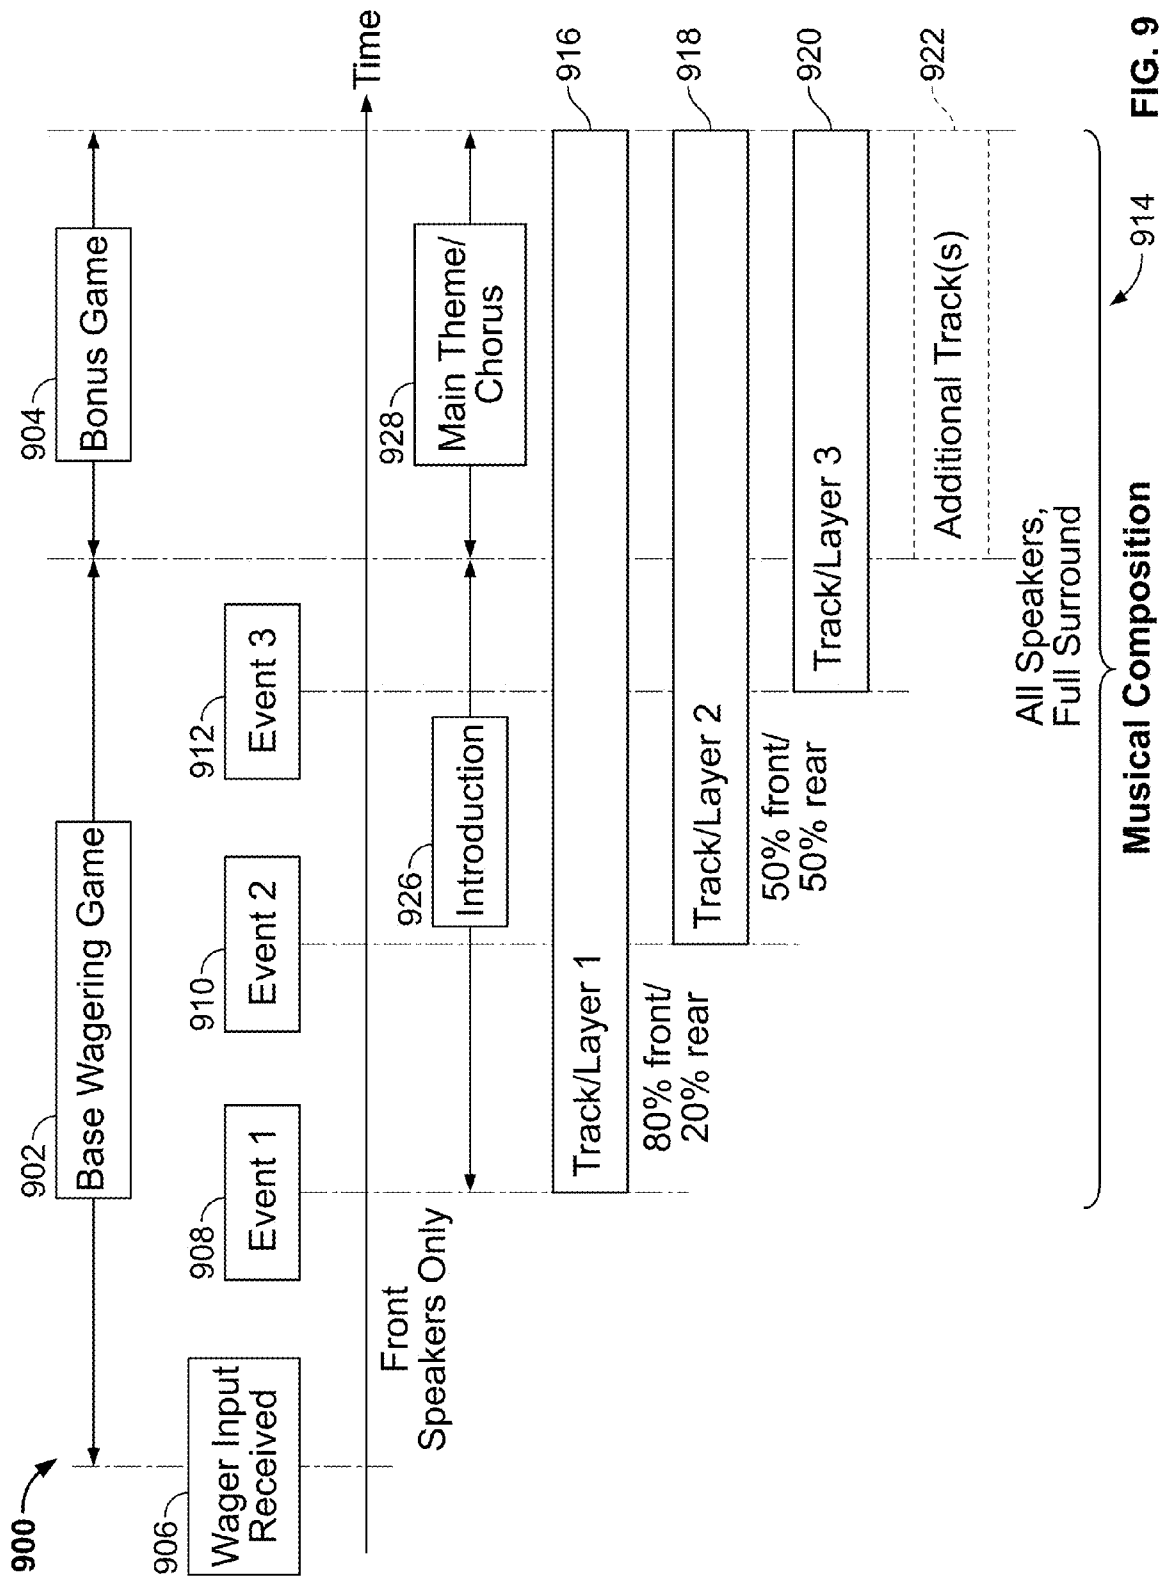 900
902
Base Wagering Game
904
Bonus Game
906
Wager Input
Received
908
Event 1
910
Event 2
912
Event 3
Time
Front
Speakers Only
926
Introduction
928
Main Theme/
Chorus
Track/Layer 1
916
80% front/
20% rear
Track/Layer 2
918
50% front/
50% rear
Track/Layer 3
920
Additional Track(s)
922
All Speakers,
Full Surround
Musical Composition
914
FIG. 9